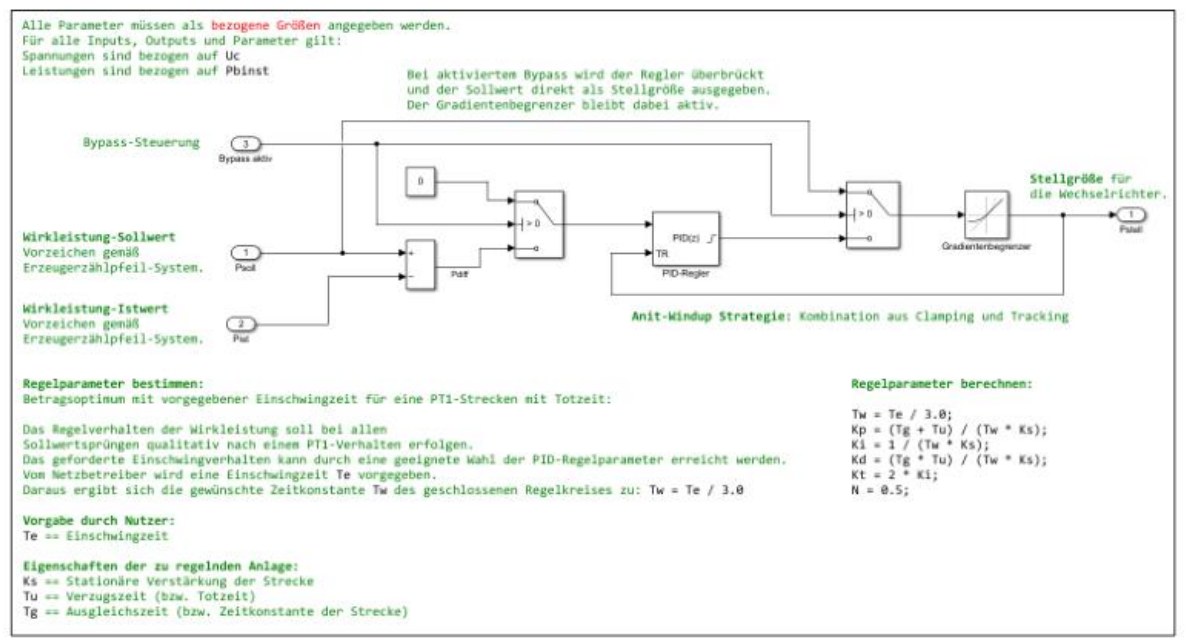 Alle Parameter müssen als bezogene Größen angegeben werden.
Für alle Inputs, Outputs und Parameter gilt:
Spannungen sind bezogen auf Uc
Leistungen sind bezogen auf Pbinst
Bei aktiviertem Bypass wird der Regler überbrückt
und der Sollwert direkt als Stellgröße ausgegeben.
Der Gradientenbegrenzer bleibt dabei aktiv.
Bypass-Steuerung
3
Bypass aktiv
0
> 0
> 0
Stellgröße für
die Wechselrichter.
1
Pstell
Gradientenbegrenzer
PID(z)
TR
PID-Regler
Wirkleistung-Sollwert
Vorzeichen gemäß
Erzeugerzählpfeil-System.
1
Psoll
+
−
Pdiff
Wirkleistung-Istwert
Vorzeichen gemäß
Erzeugerzählpfeil-System.
2
Pist
Anit-Windup Strategie: Kombination aus Clamping und Tracking
Regelparameter bestimmen:
Betragsoptimum mit vorgegebener Einschwingzeit für eine PT1-Strecken mit Totzeit:
Das Regelverhalten der Wirkleistung soll bei allen
Sollwertsprüngen qualitativ nach einem PT1-Verhalten erfolgen.
Das geforderte Einschwingverhalten kann durch eine geeignete Wahl der PID-Regelparameter erreicht werden.
Vom Netzbetreiber wird eine Einschwingzeit Te vorgegeben.
Daraus ergibt sich die gewünschte Zeitkonstante Tw des geschlossenen Regelkreises zu: Tw = Te / 3.0
Vorgabe durch Nutzer:
Te == Einschwingzeit
Eigenschaften der zu regelnden Anlage:
Ks == Stationäre Verstärkung der Strecke
Tu == Verzugszeit (bzw. Totzeit)
Tg == Ausgleichszeit (bzw. Zeitkonstante der Strecke)
Regelparameter berechnen:
Tw = Te / 3.0;
Kp = (Tg + Tu) / (Tw * Ks);
Ki = 1 / (Tw * Ks);
Kd = (Tg * Tu) / (Tw * Ks);
Kt = 2 * Ki;
N = 0.5;